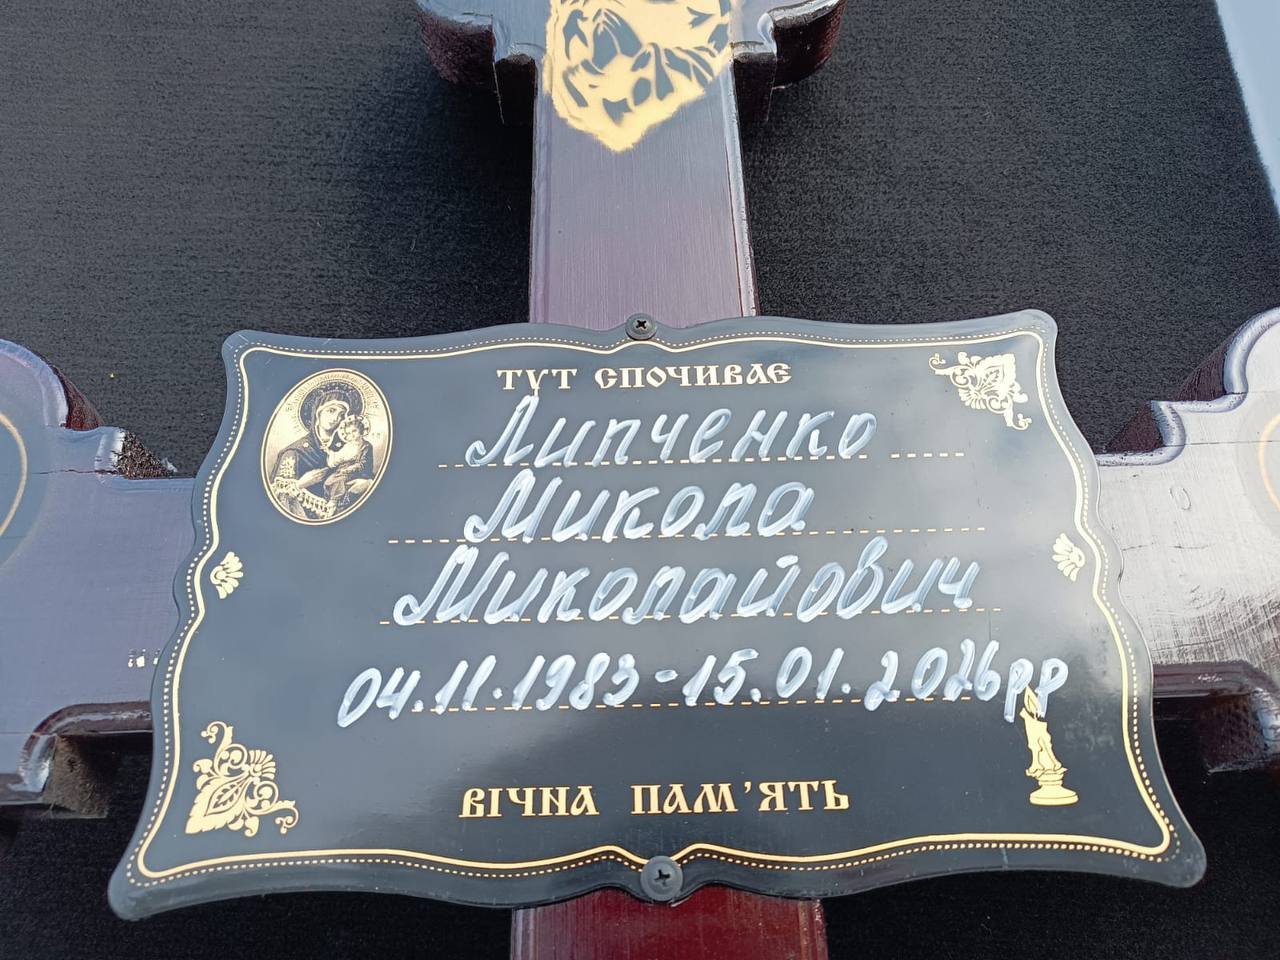 ТУТ СПОЧИВАЄ
Липченко
Микола
Миколайович
04.11.1983-15.01.2026рр
ВІЧНА ПАМ'ЯТЬ